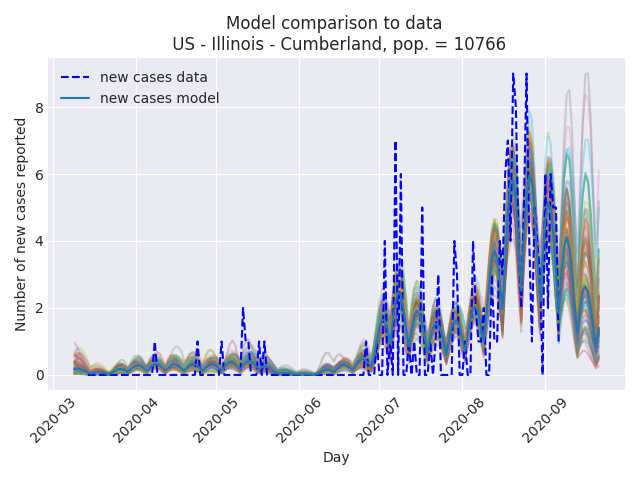 Model comparison to data
US - Illinois - Cumberland, pop. = 10766
new cases data
new cases model
Number of new cases reported
8
6
4
2
0
2020-03
2020-04
2020-05
2020-06
2020-07
2020-08
2020-09
Day